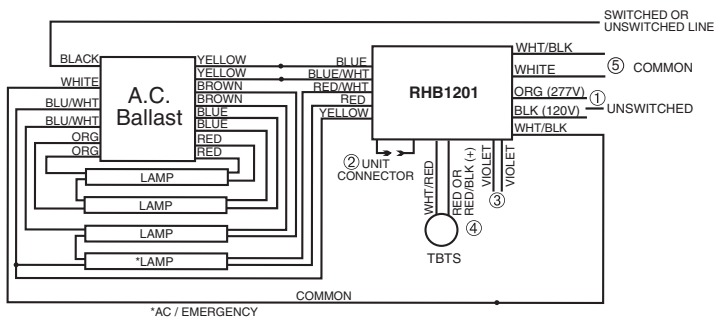 SWITCHED OR
UNSWITCHED LINE
BLACK
WHITE
BLU/WHT
BLU/WHT
ORG
ORG
A.C.
Ballast
YELLOW
YELLOW
BROWN
BROWN
BLUE
BLUE
RED
RED
BLUE
BLUE/WHT
RED/WHT
RED
YELLOW
RHB1201
WHT/BLK
WHITE
⑤ COMMON
ORG (277V)
①
BLK (120V)
UNSWITCHED
WHT/BLK
② UNIT
CONNECTOR
WHT/RED
RED OR
RED/BLK (+)
④
VIOLET
VIOLET
③
TBTS
LAMP
LAMP
LAMP
*LAMP
COMMON
*AC / EMERGENCY